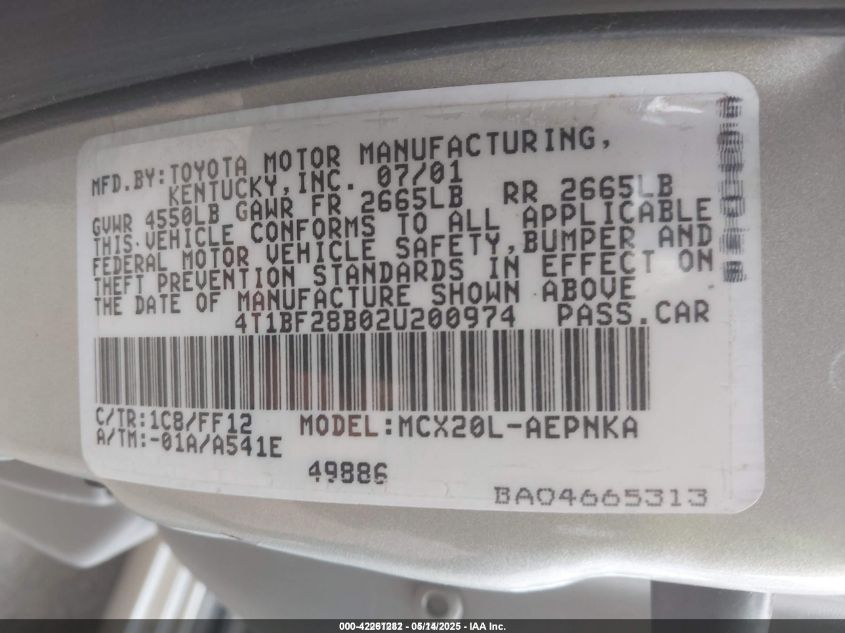 MFD.BY:TOYOTA MOTOR MANUFACTURING,
KENTUCKY,INC. 07/01
GVWR 4550LB GAWR FR 2665LB RR 2665LB
THIS VEHICLE CONFORMS TO ALL APPLICABLE
FEDERAL MOTOR VEHICLE SAFETY,BUMPER AND
THEFT PREVENTION STANDARDS IN EFFECT ON
THE DATE OF MANUFACTURE SHOWN ABOVE
4T1BF28B02U200974 PASS.CAR
C/TR:1C8/FF12 MODEL:MCX20L-AEPNKA
A/TM:-01A/A541E
49886
BA04665313
000-42261282 - 05/14/2025 - IAA Inc.